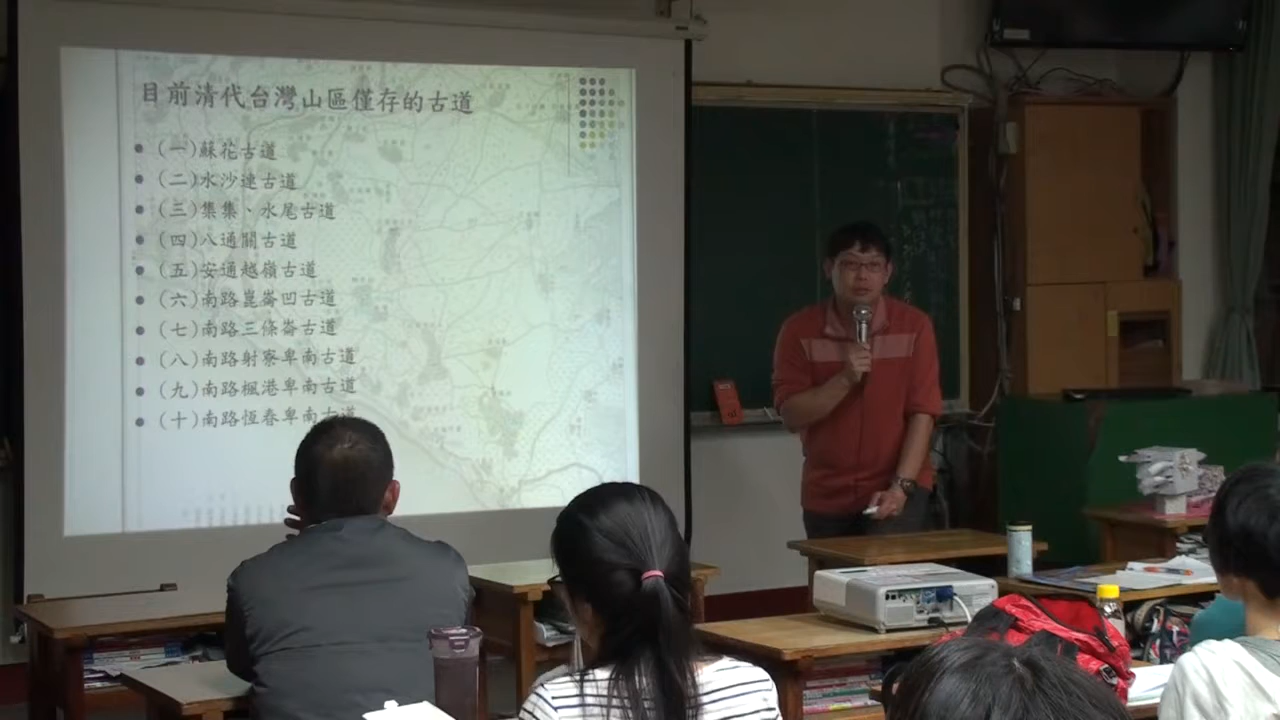 目前清代台灣山區僅存的古道
(一)蘇花古道
(二)水沙連古道
(三)集集、水尾古道
(四)八通關古道
(五)安通越嶺古道
(六)南路崑崙凹古道
(七)南路三條崙古道
(八)南路射寮卑南古道
(九)南路楓港卑南古道
(十)南路恆春卑南古道